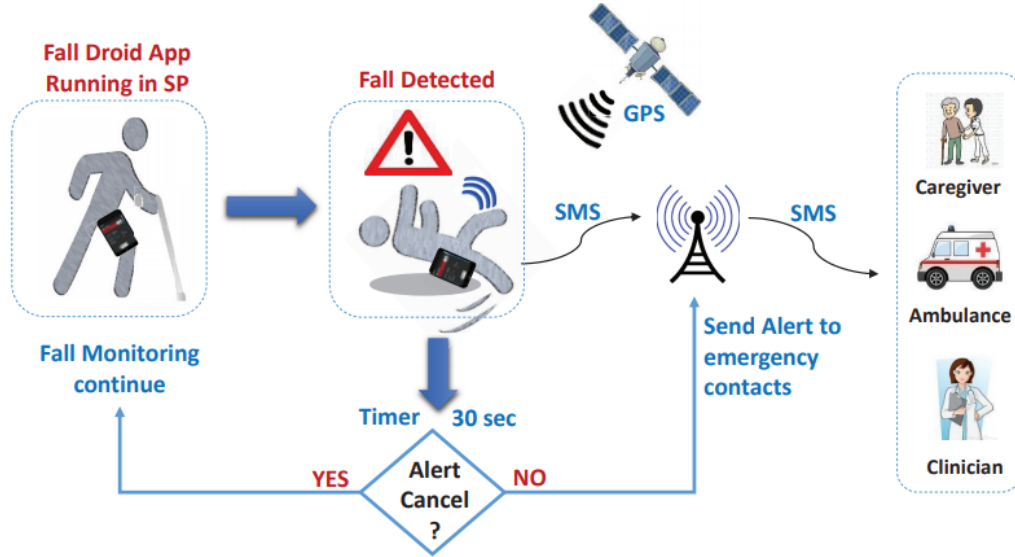 Fall Droid App
Running in SP
Fall Detected
GPS
SMS
SMS
Caregiver
Ambulance
Clinician
Fall Monitoring
continue
Send Alert to
emergency
contacts
Timer 30 sec
Alert
Cancel
?
YES
NO